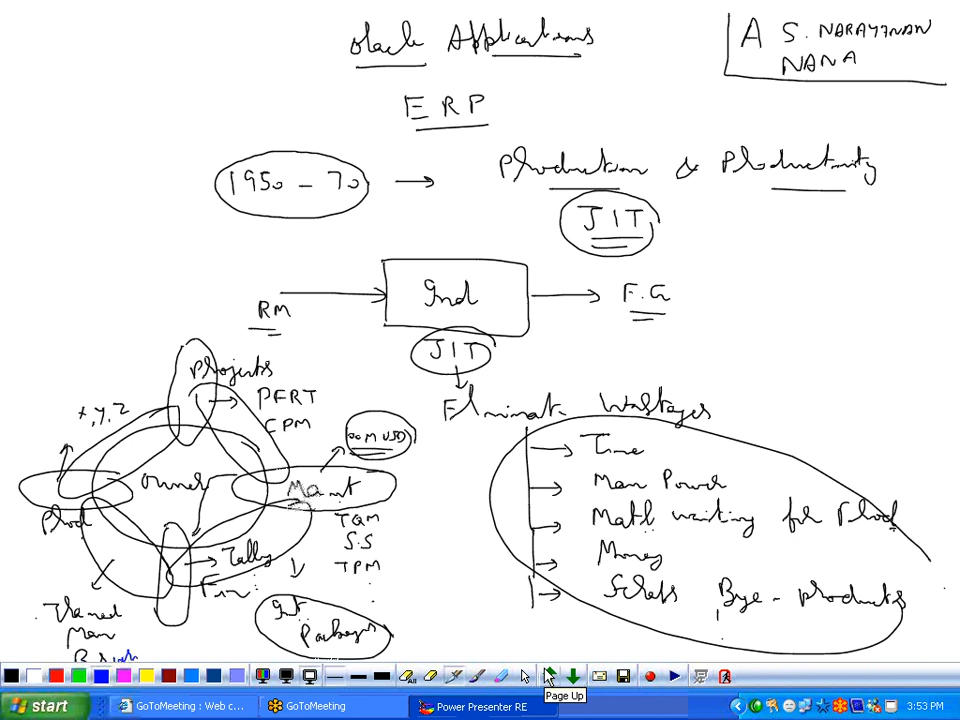 Oracle Applications
A S. NARAYANAN
NANA
ERP
1950 - 70 → Production & Productivity
JIT
RM
Ind
F.G
JIT
Eliminate Wastages
Time
Man Power
Matl waiting for Prod
Money
Scraps Bye - products
Projects
PERT
CPM
x, y, z
Owner
Prod
Maint
TQM
TPM
Tally
Fin
Int
Packages
Trained
Man
Page Up
start
GoToMeeting : Web c...
GoToMeeting
Power Presenter RE
3:53 PM